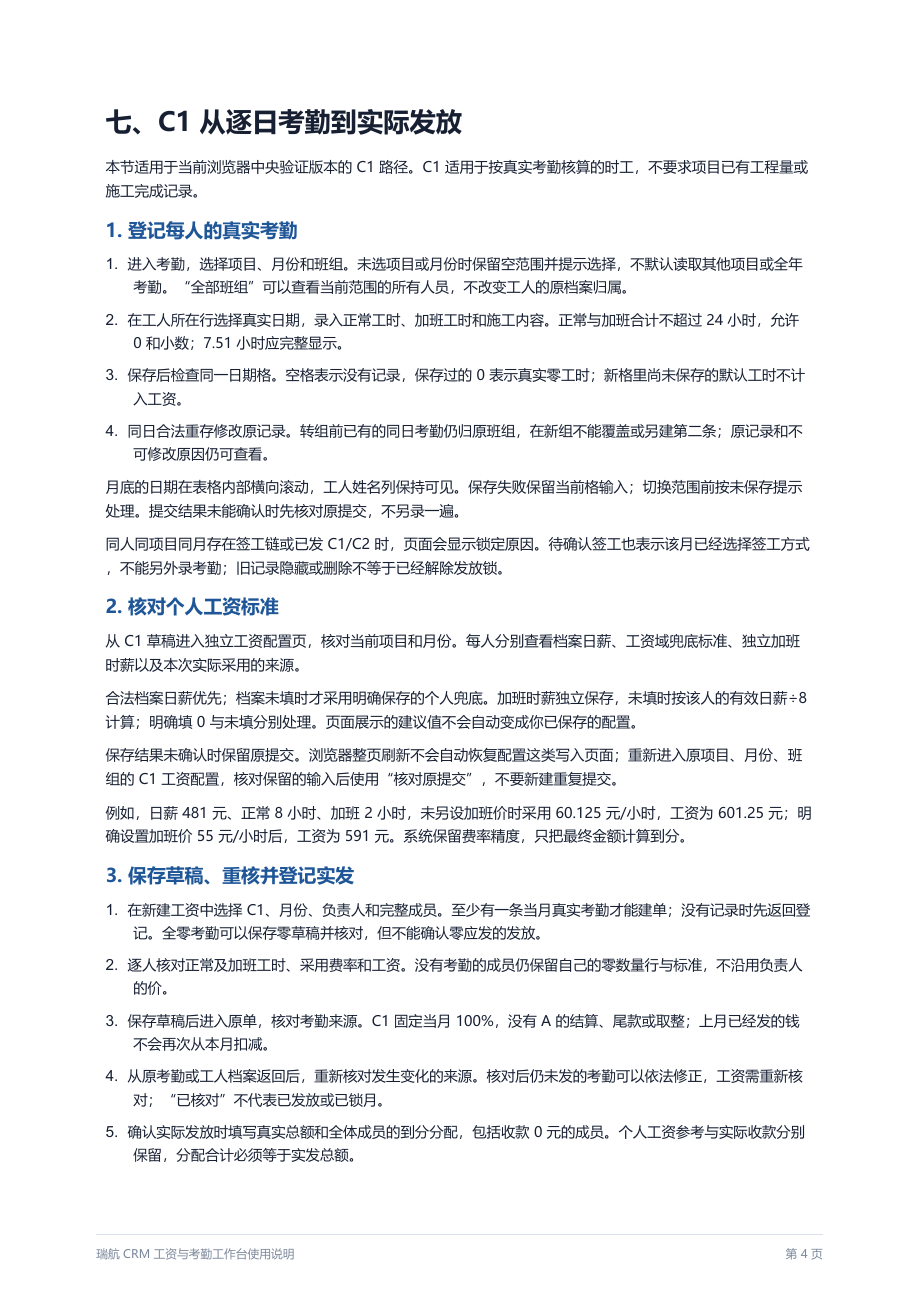 七、C1 从逐日考勤到实际发放
本节适用于当前浏览器中央验证版本的 C1 路径。C1 适用于按真实考勤核算的时工，不要求项目已有工程量或
施工完成记录。
1. 登记每人的真实考勤
1. 进入考勤，选择项目、月份和班组。未选项目或月份时保留空范围并提示选择，不默认读取其他项目或全年
考勤。“全部班组”可以查看当前范围的所有人员，不改变工人的原档案归属。
2. 在工人所在行选择真实日期，录入正常工时、加班工时和施工内容。正常与加班合计不超过 24 小时，允许
0 和小数；7.51 小时应完整显示。
3. 保存后检查同一日期格。空格表示没有记录，保存过的 0 表示真实零工时；新格里尚未保存的默认工时不计
入工资。
4. 同日合法重存修改原记录。转组前已有的同日考勤仍归原班组，在新组不能覆盖或另建第二条；原记录和不
可修改原因仍可查看。
月底的日期在表格内部横向滚动，工人姓名列保持可见。保存失败保留当前格输入；切换范围前按未保存提示
处理。提交结果未能确认时先核对原提交，不另录一遍。
同人同项目同月存在签工链或已发 C1/C2 时，页面会显示锁定原因。待确认签工也表示该月已经选择签工方式
，不能另外录考勤；旧记录隐藏或删除不等于已经解除发放锁。
2. 核对个人工资标准
从 C1 草稿进入独立工资配置页，核对当前项目和月份。每人分别查看档案日薪、工资域兜底标准、独立加班
时薪以及本次实际采用的来源。
合法档案日薪优先；档案未填时才采用明确保存的个人兜底。加班时薪独立保存，未填时按该人的有效日薪÷8
计算；明确填 0 与未填分别处理。页面展示的建议值不会自动变成你已保存的配置。
保存结果未确认时保留原提交。浏览器整页刷新不会自动恢复配置这类写入页面；重新进入原项目、月份、班
组的 C1 工资配置，核对保留的输入后使用“核对原提交”，不要新建重复提交。
例如，日薪 481 元、正常 8 小时、加班 2 小时，未另设加班价时采用 60.125 元/小时，工资为 601.25 元；明
确设置加班价 55 元/小时后，工资为 591 元。系统保留费率精度，只把最终金额计算到分。
3. 保存草稿、重核并登记实发
1. 在新建工资中选择 C1、月份、负责人和完整成员。至少有一条当月真实考勤才能建单；没有记录时先返回登
记。全零考勤可以保存零草稿并核对，但不能确认零应发的发放。
2. 逐人核对正常及加班工时、采用费率和工资。没有考勤的成员仍保留自己的零数量行与标准，不沿用负责人
的价。
3. 保存草稿后进入原单，核对考勤来源。C1 固定当月 100%，没有 A 的结算、尾款或取整；上月已经发的钱
不会再次从本月扣减。
4. 从原考勤或工人档案返回后，重新核对发生变化的来源。核对后仍未发的考勤可以依法修正，工资需重新核
对；“已核对”不代表已发放或已锁月。
5. 确认实际发放时填写真实总额和全体成员的到分分配，包括收款 0 元的成员。个人工资参考与实际收款分别
保留，分配合计必须等于实发总额。
瑞航 CRM 工资与考勤工作台使用说明
第 4 页